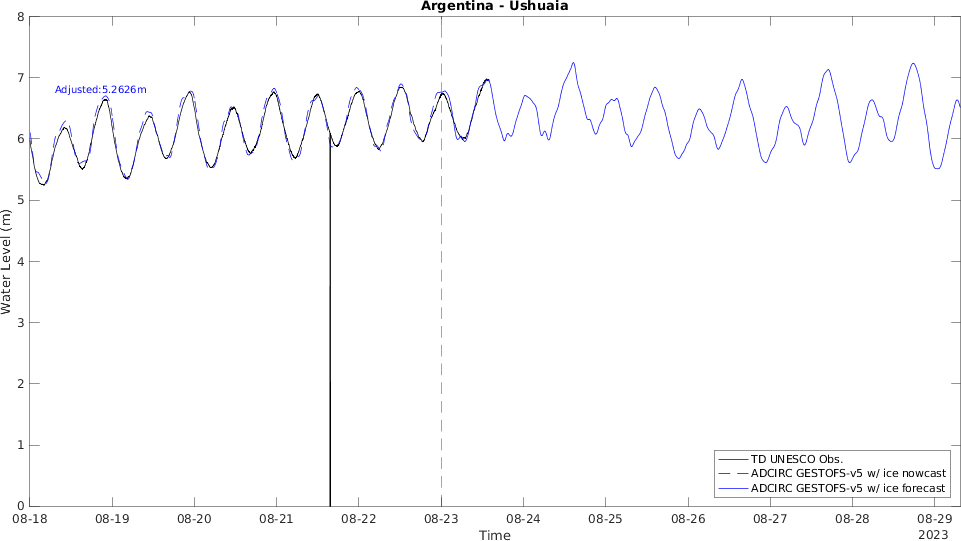 Argentina - Ushuaia
8
7
6
5
4
3
2
1
0
Adjusted:5.2626m
Water Level (m)
TD UNESCO Obs.
ADCIRC GESTOFS-v5 w/ ice nowcast
ADCIRC GESTOFS-v5 w/ ice forecast
08-18 08-19 08-20 08-21 08-22 08-23 08-24 08-25 08-26 08-27 08-28 08-29
Time
2023